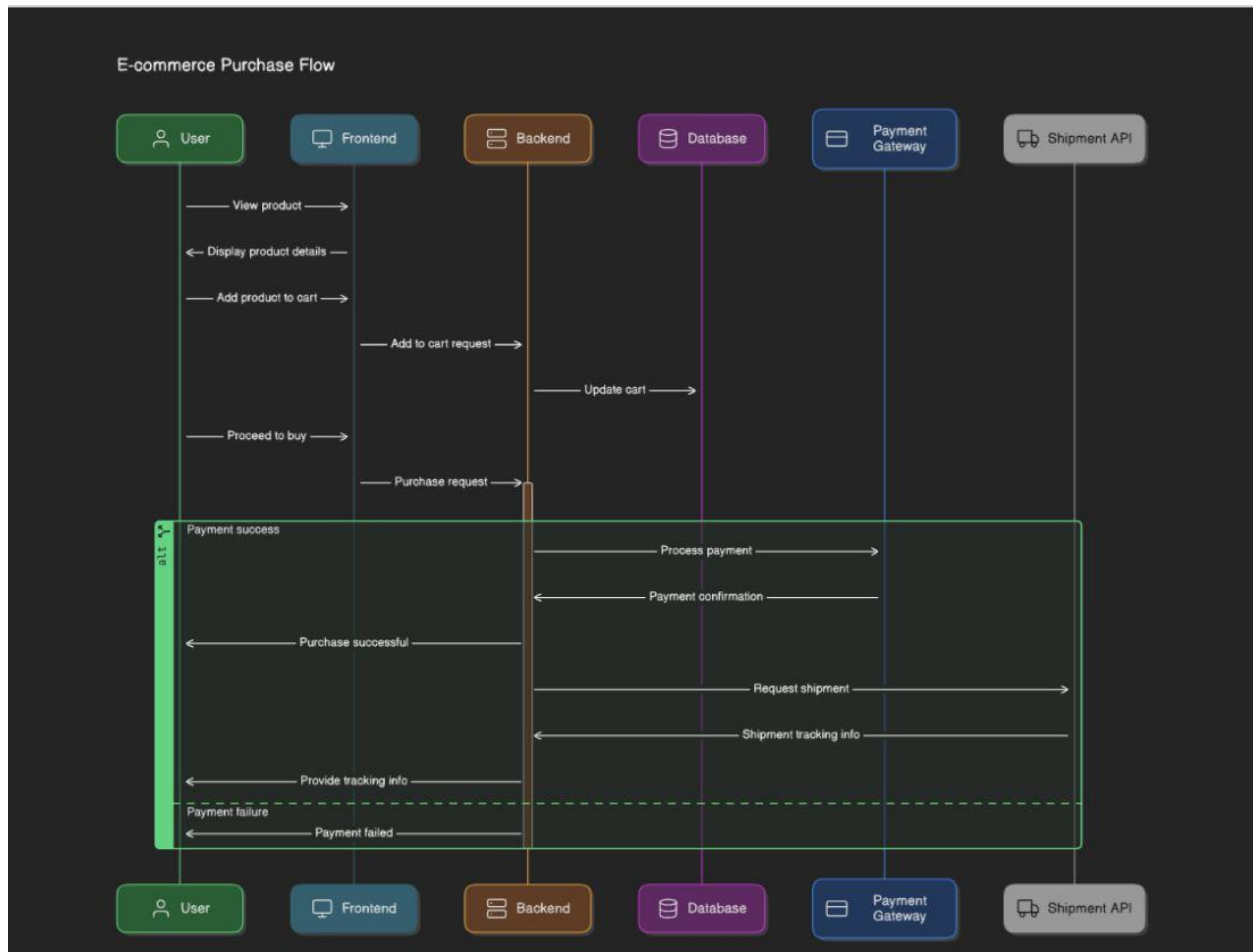 E-commerce Purchase Flow
User
Frontend
Backend
Database
Payment
Gateway
Shipment API
View product
Display product details
Add product to cart
Add to cart request
Update cart
Proceed to buy
Purchase request
alt
Payment success
Process payment
Payment confirmation
Purchase successful
Request shipment
Shipment tracking info
Provide tracking info
Payment failure
Payment failed
User
Frontend
Backend
Database
Payment
Gateway
Shipment API